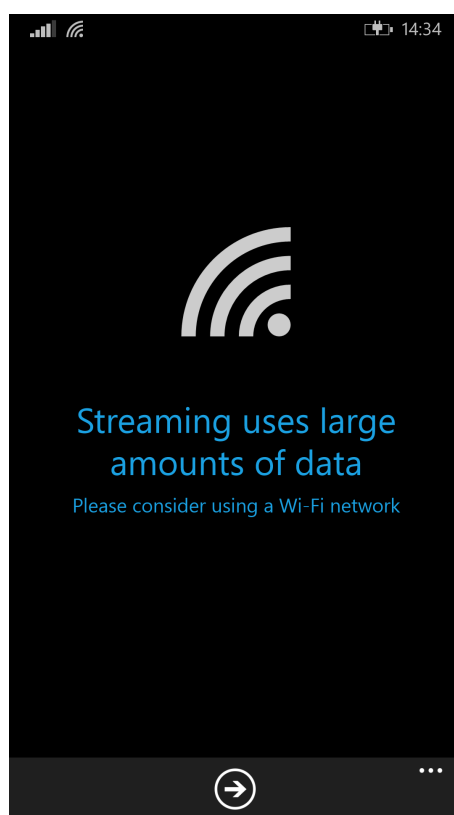 14:34
Streaming uses large
amounts of data
Please consider using a Wi-Fi network